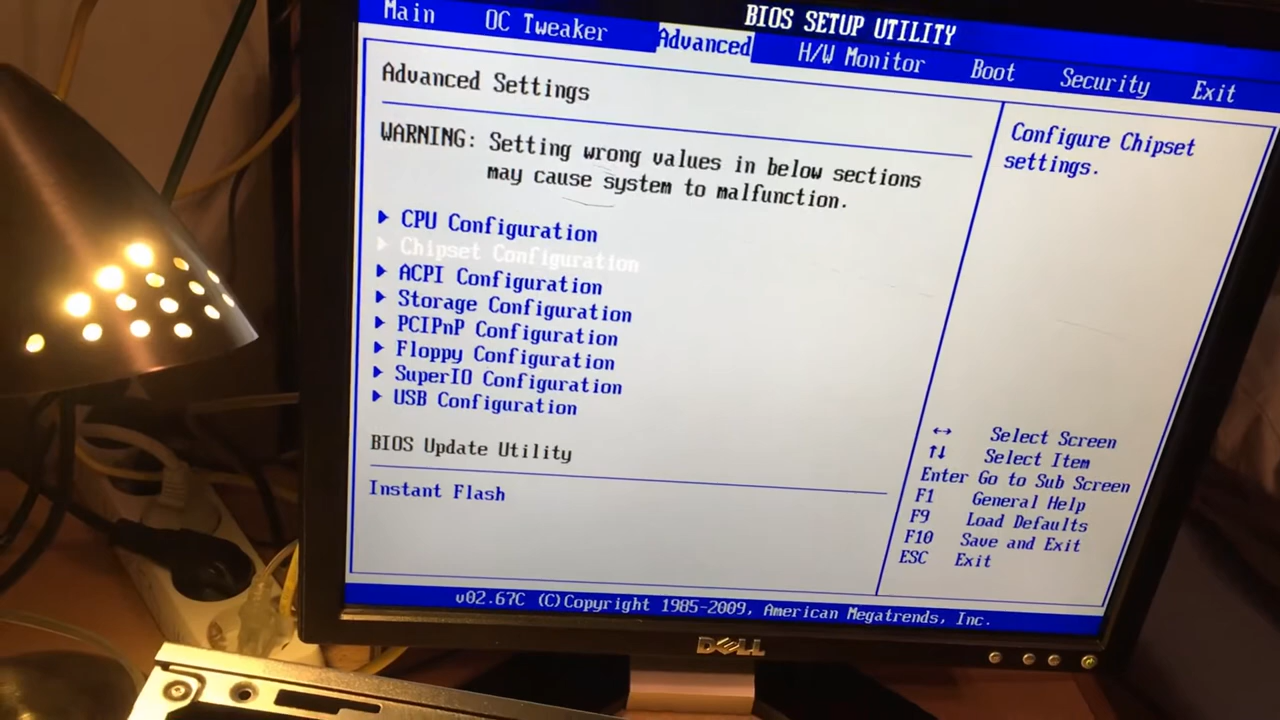 BIOS SETUP UTILITY
Main OC Tweaker Advanced H/W Monitor Boot Security Exit
Advanced Settings
WARNING: Setting wrong values in below sections
may cause system to malfunction.
CPU Configuration
Chipset Configuration
ACPI Configuration
Storage Configuration
PCIPnP Configuration
Floppy Configuration
SuperIO Configuration
USB Configuration
BIOS Update Utility
Instant Flash
Configure Chipset
settings.
↔ Select Screen
↑↓ Select Item
Enter Go to Sub Screen
F1 General Help
F9 Load Defaults
F10 Save and Exit
ESC Exit
v02.67C (C)Copyright 1985-2009, American Megatrends, Inc.
DELL